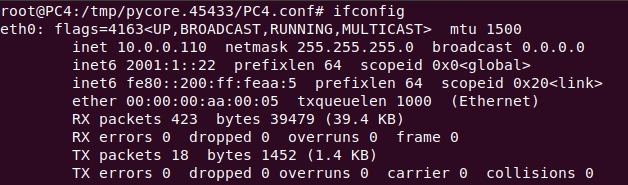 root@PC4:/tmp/pycore.45433/PC4.conf# ifconfig
eth0: flags=4163<UP,BROADCAST,RUNNING,MULTICAST>  mtu 1500
        inet 10.0.0.110  netmask 255.255.255.0  broadcast 0.0.0.0
        inet6 2001:1::22  prefixlen 64  scopeid 0x0<global>
        inet6 fe80::200:ff:feaa:5  prefixlen 64  scopeid 0x20<link>
        ether 00:00:00:aa:00:05  txqueuelen 1000  (Ethernet)
        RX packets 423  bytes 39479 (39.4 KB)
        RX errors 0  dropped 0  overruns 0  frame 0
        TX packets 18  bytes 1452 (1.4 KB)
        TX errors 0  dropped 0 overruns 0  carrier 0  collisions 0